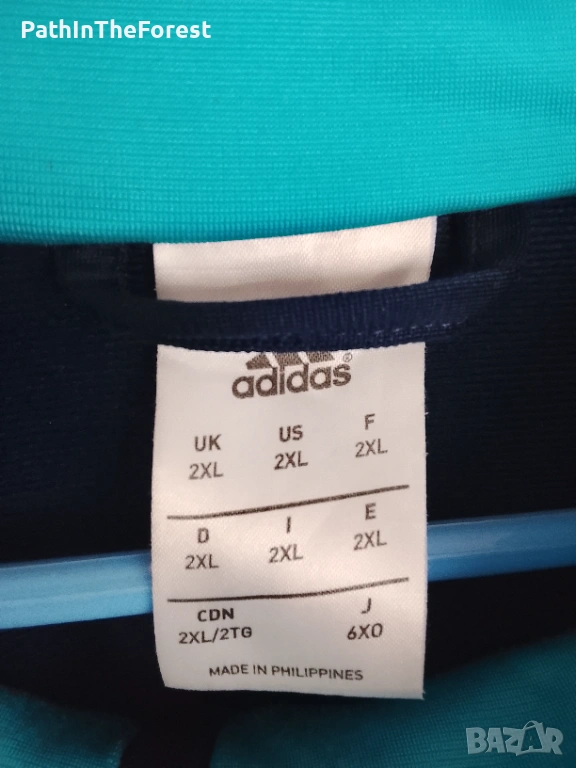 PathInTheForest
adidas®
UK US F
2XL 2XL 2XL
D I E
2XL 2XL 2XL
CDN J
2XL/2TG 6XO
MADE IN PHILIPPINES
BAZAR